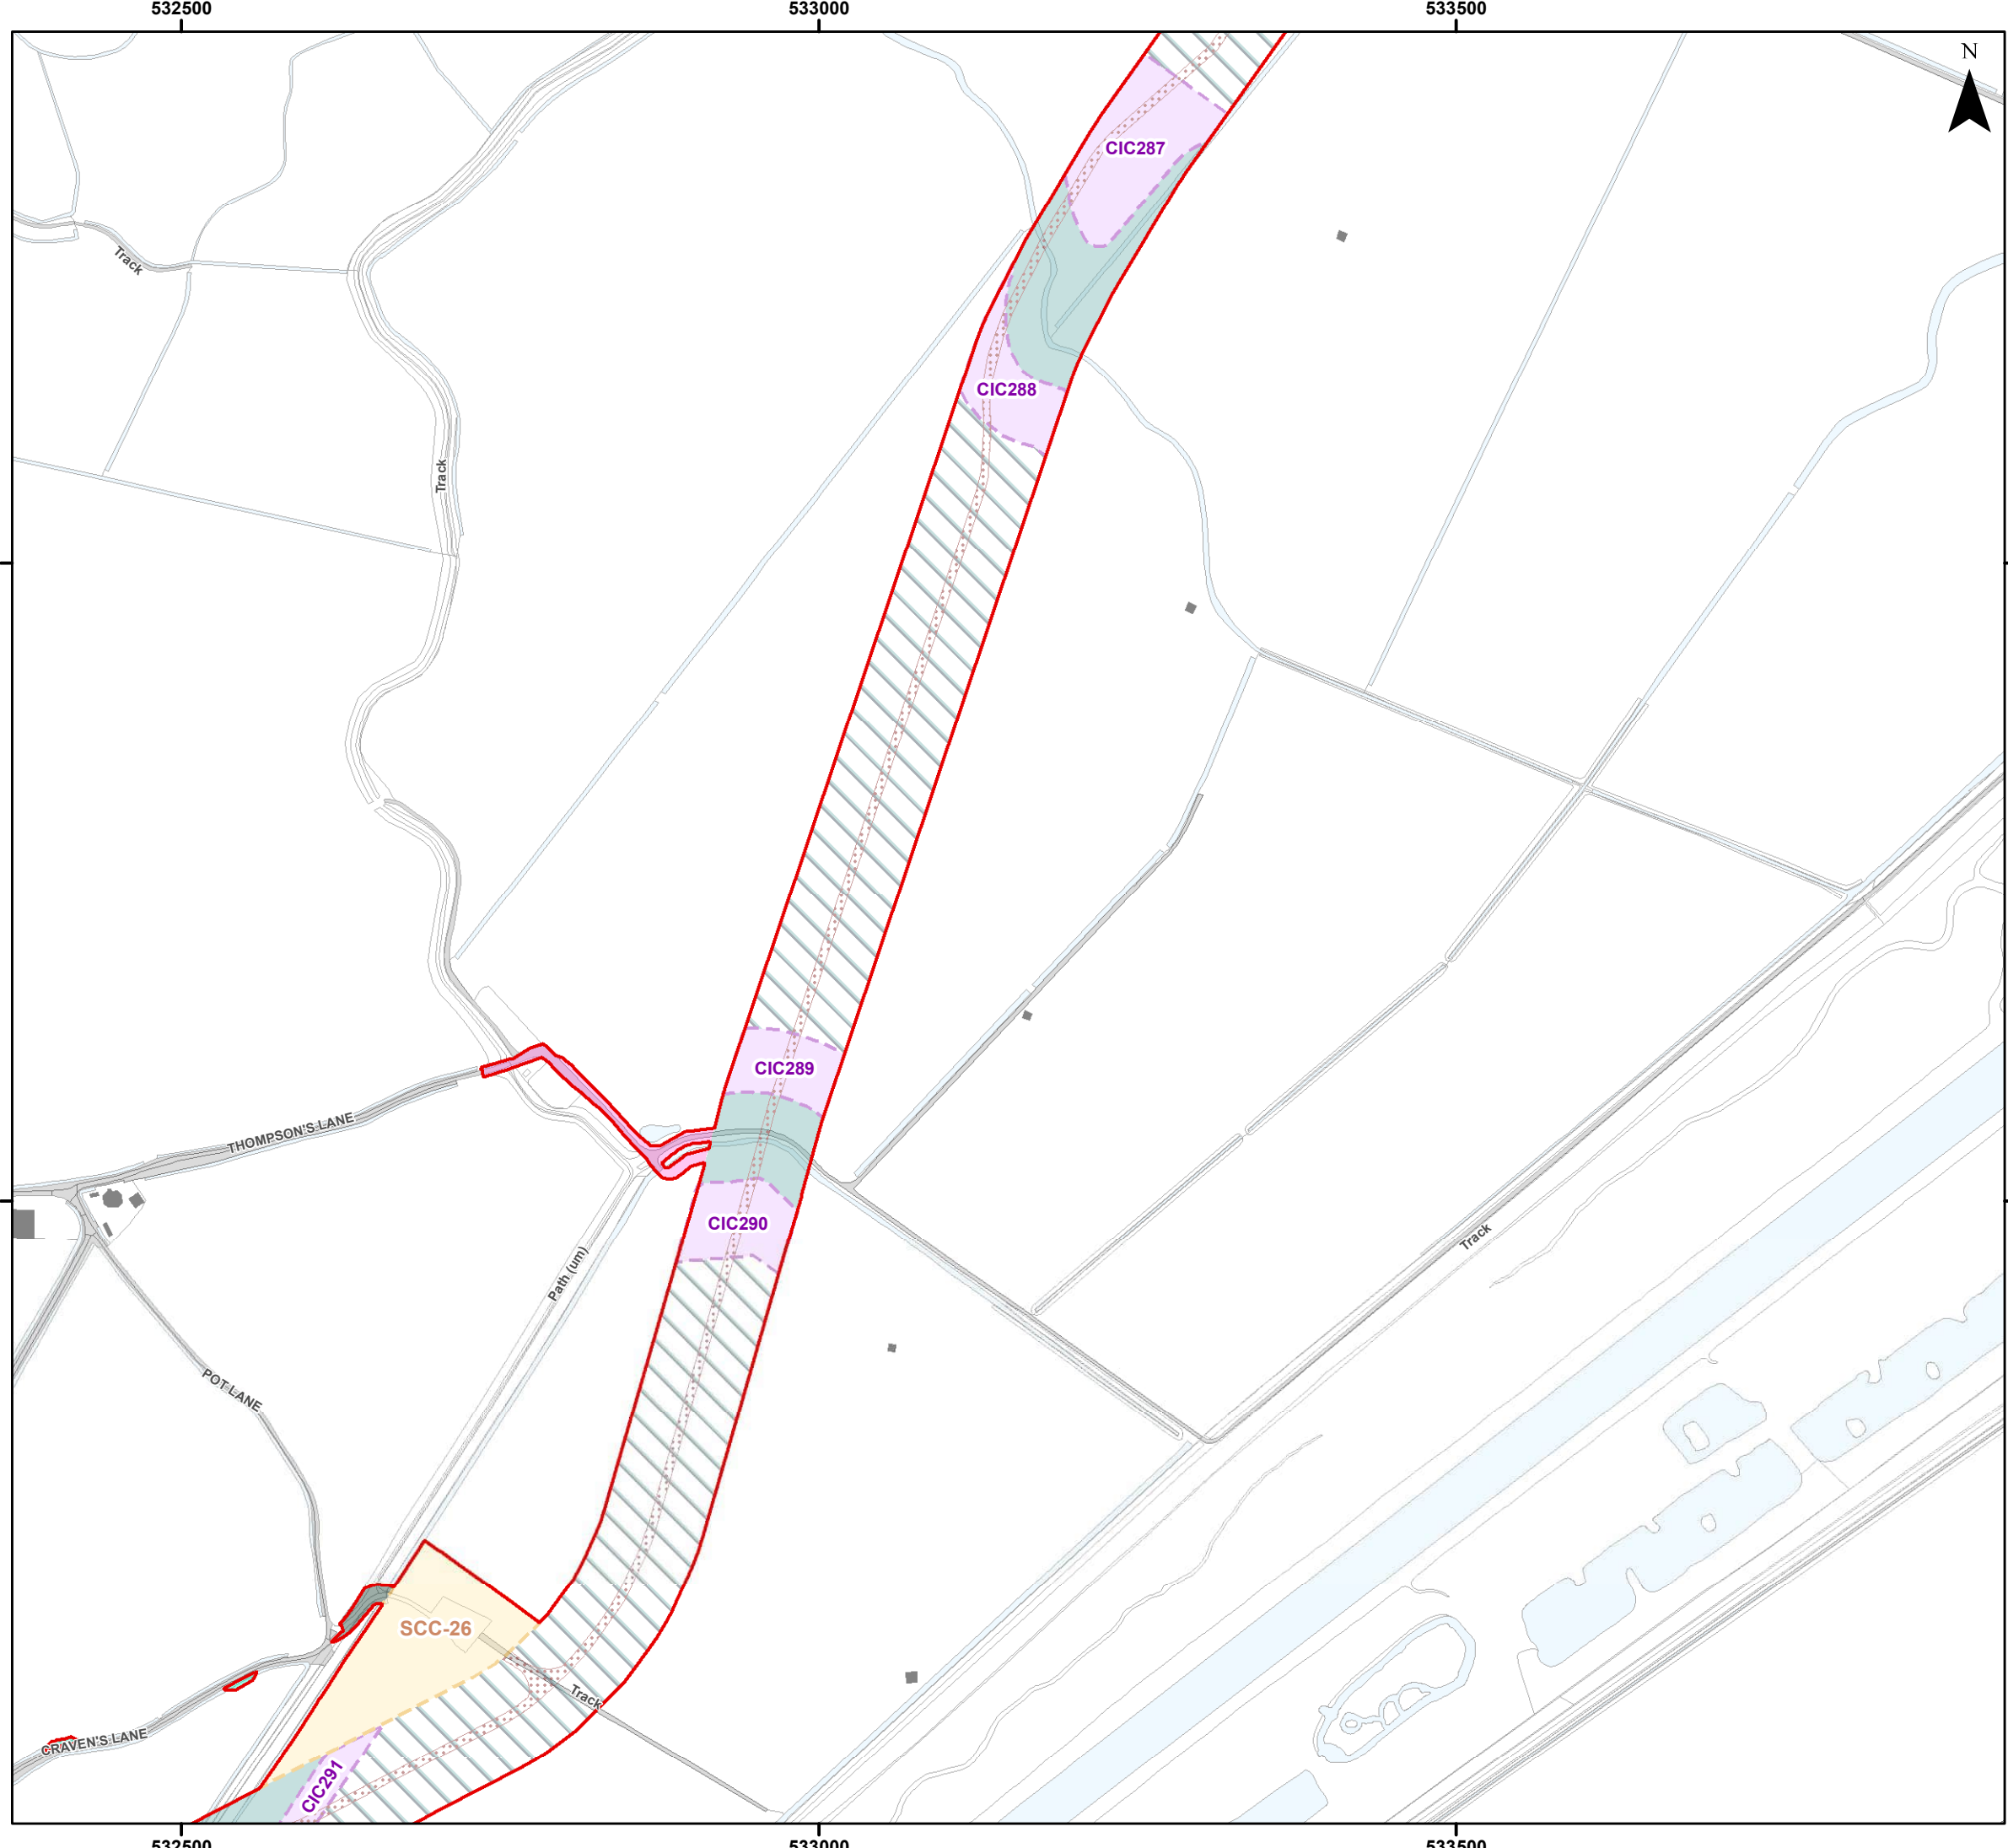 532500 533000 533500
N
CIC287
Track
CIC288
Track
CIC289
THOMPSON'S LANE
CIC290
Track
Path (um)
POT LANE
SCC-26
Track
CRAVEN'S LANE
CIC291
532500 533000 533500